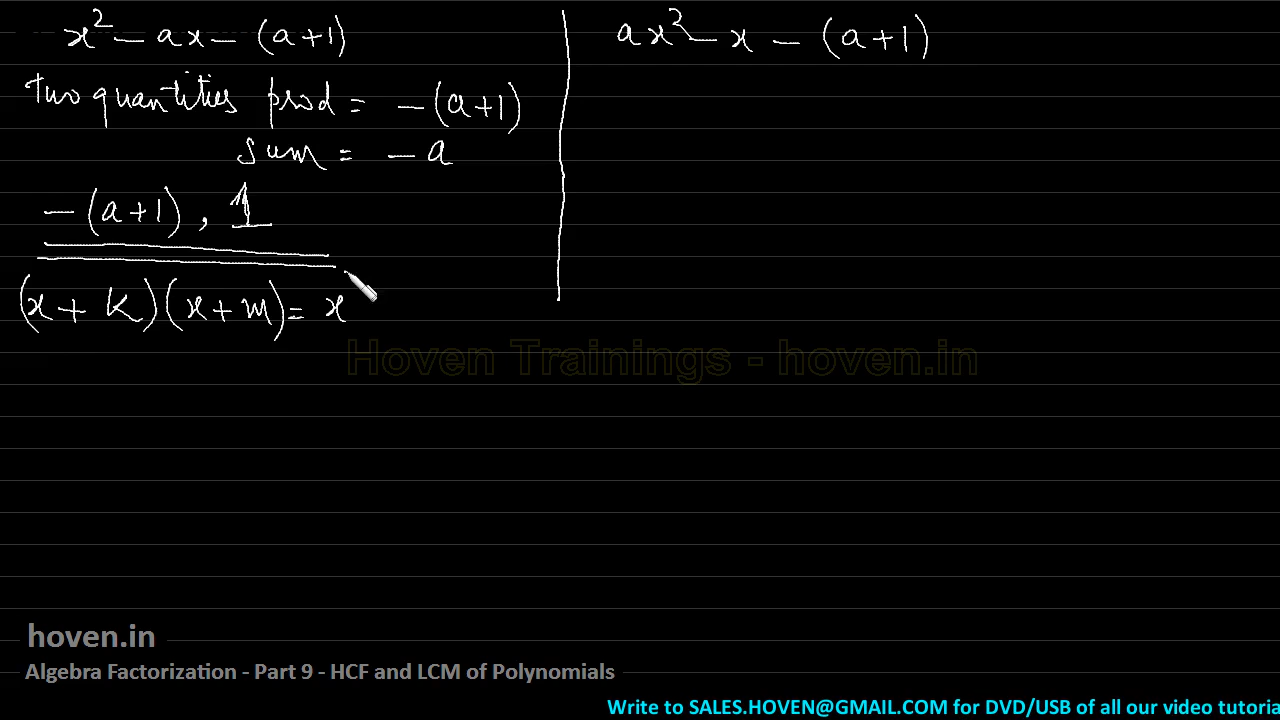 x² - ax - (a+1)
two quantities prod = -(a+1)
sum = -a
-(a+1), 1
(x + k)(x+m) = x
ax² - x - (a+1)
Hoven Trainings - hoven.in
hoven.in
Algebra Factorization - Part 9 - HCF and LCM of Polynomials
Write to SALES.HOVEN@GMAIL.COM for DVD/USB of all our video tutoria